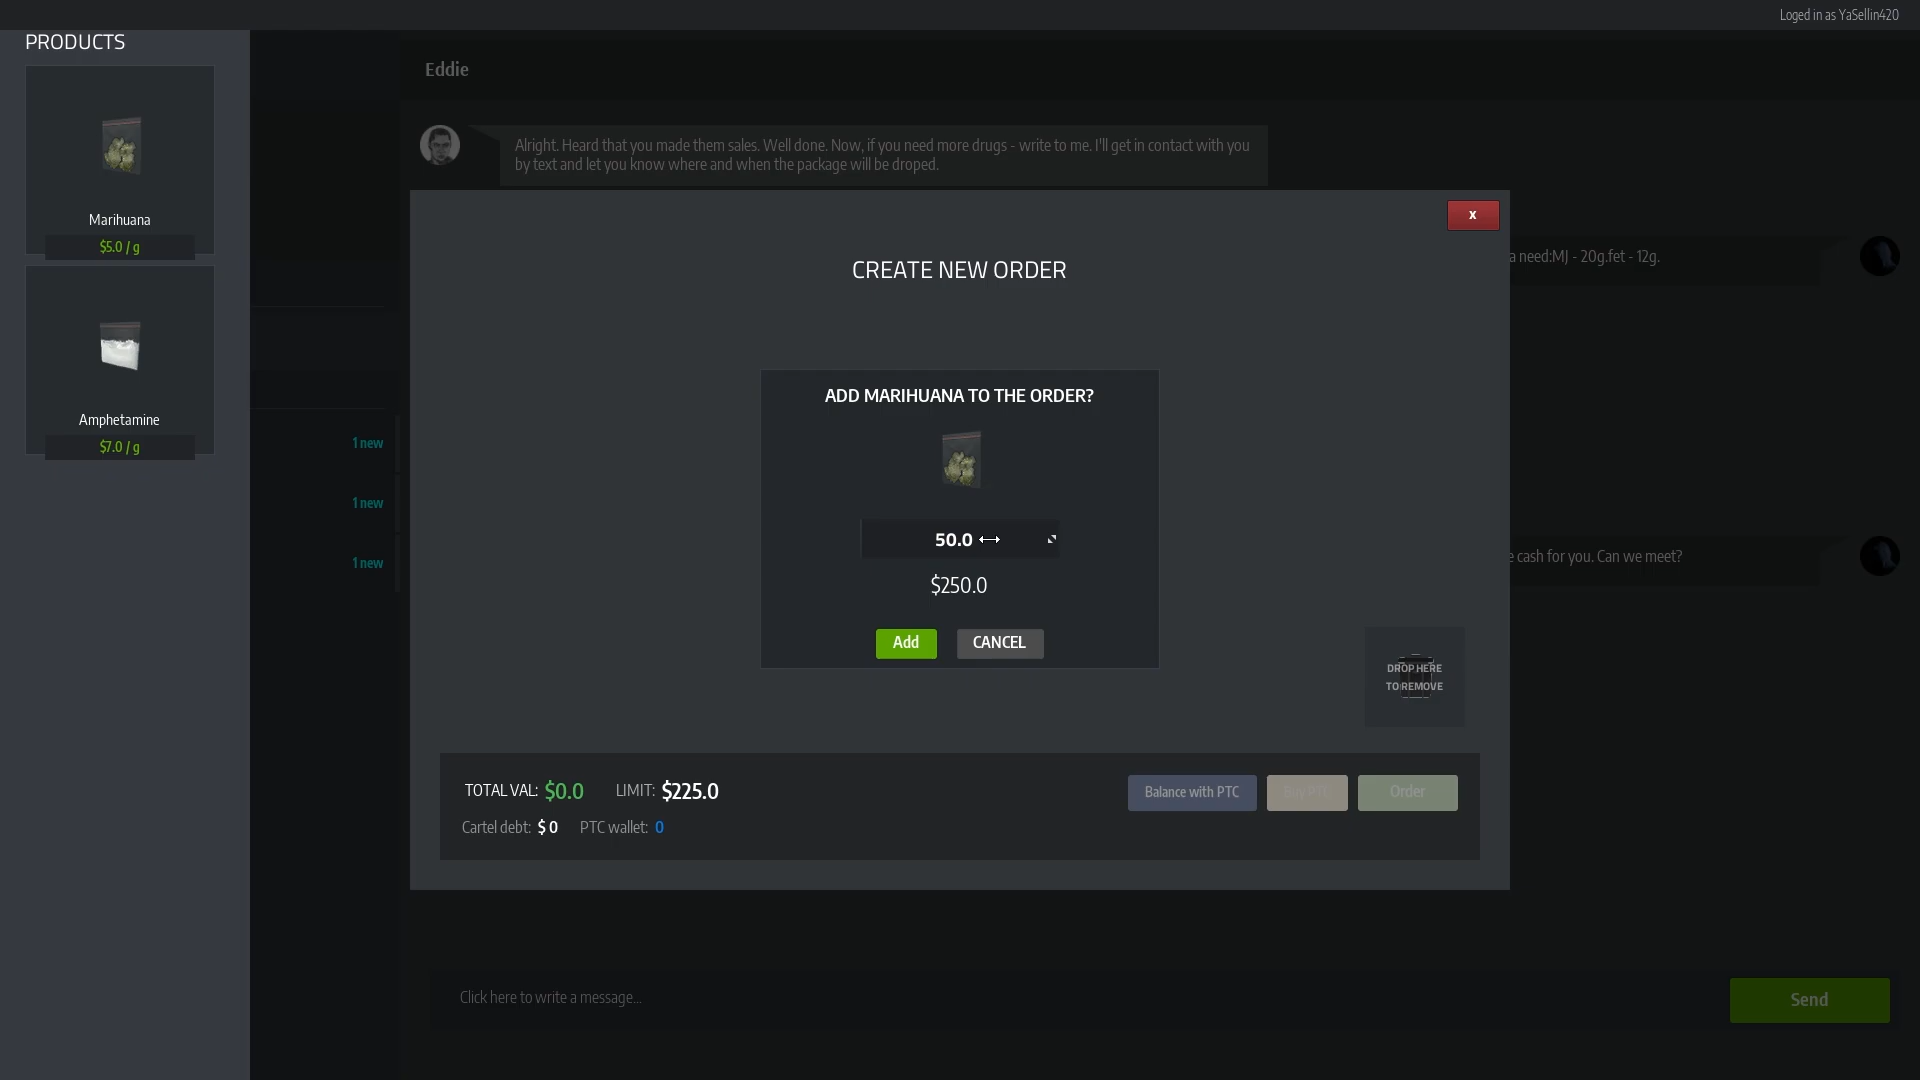 Loged in as YaSellin420
PRODUCTS
Marihuana
$5.0 / g
Amphetamine
$7.0 / g
1 new
1 new
1 new
Eddie
Alright. Heard that you made them sales. Well done. Now, if you need more drugs - write to me. I'll get in contact with you
by text and let you know where and when the package will be droped.
a need:MJ - 20g.fet - 12g.
e cash for you. Can we meet?
x
CREATE NEW ORDER
ADD MARIHUANA TO THE ORDER?
50.0
$250.0
Add
CANCEL
DROP HERE
TO REMOVE
TOTAL VAL: $0.0 LIMIT: $225.0
Balance with PTC
Buy PTC
Order
Cartel debt: $ 0 PTC wallet: 0
Click here to write a message...
Send